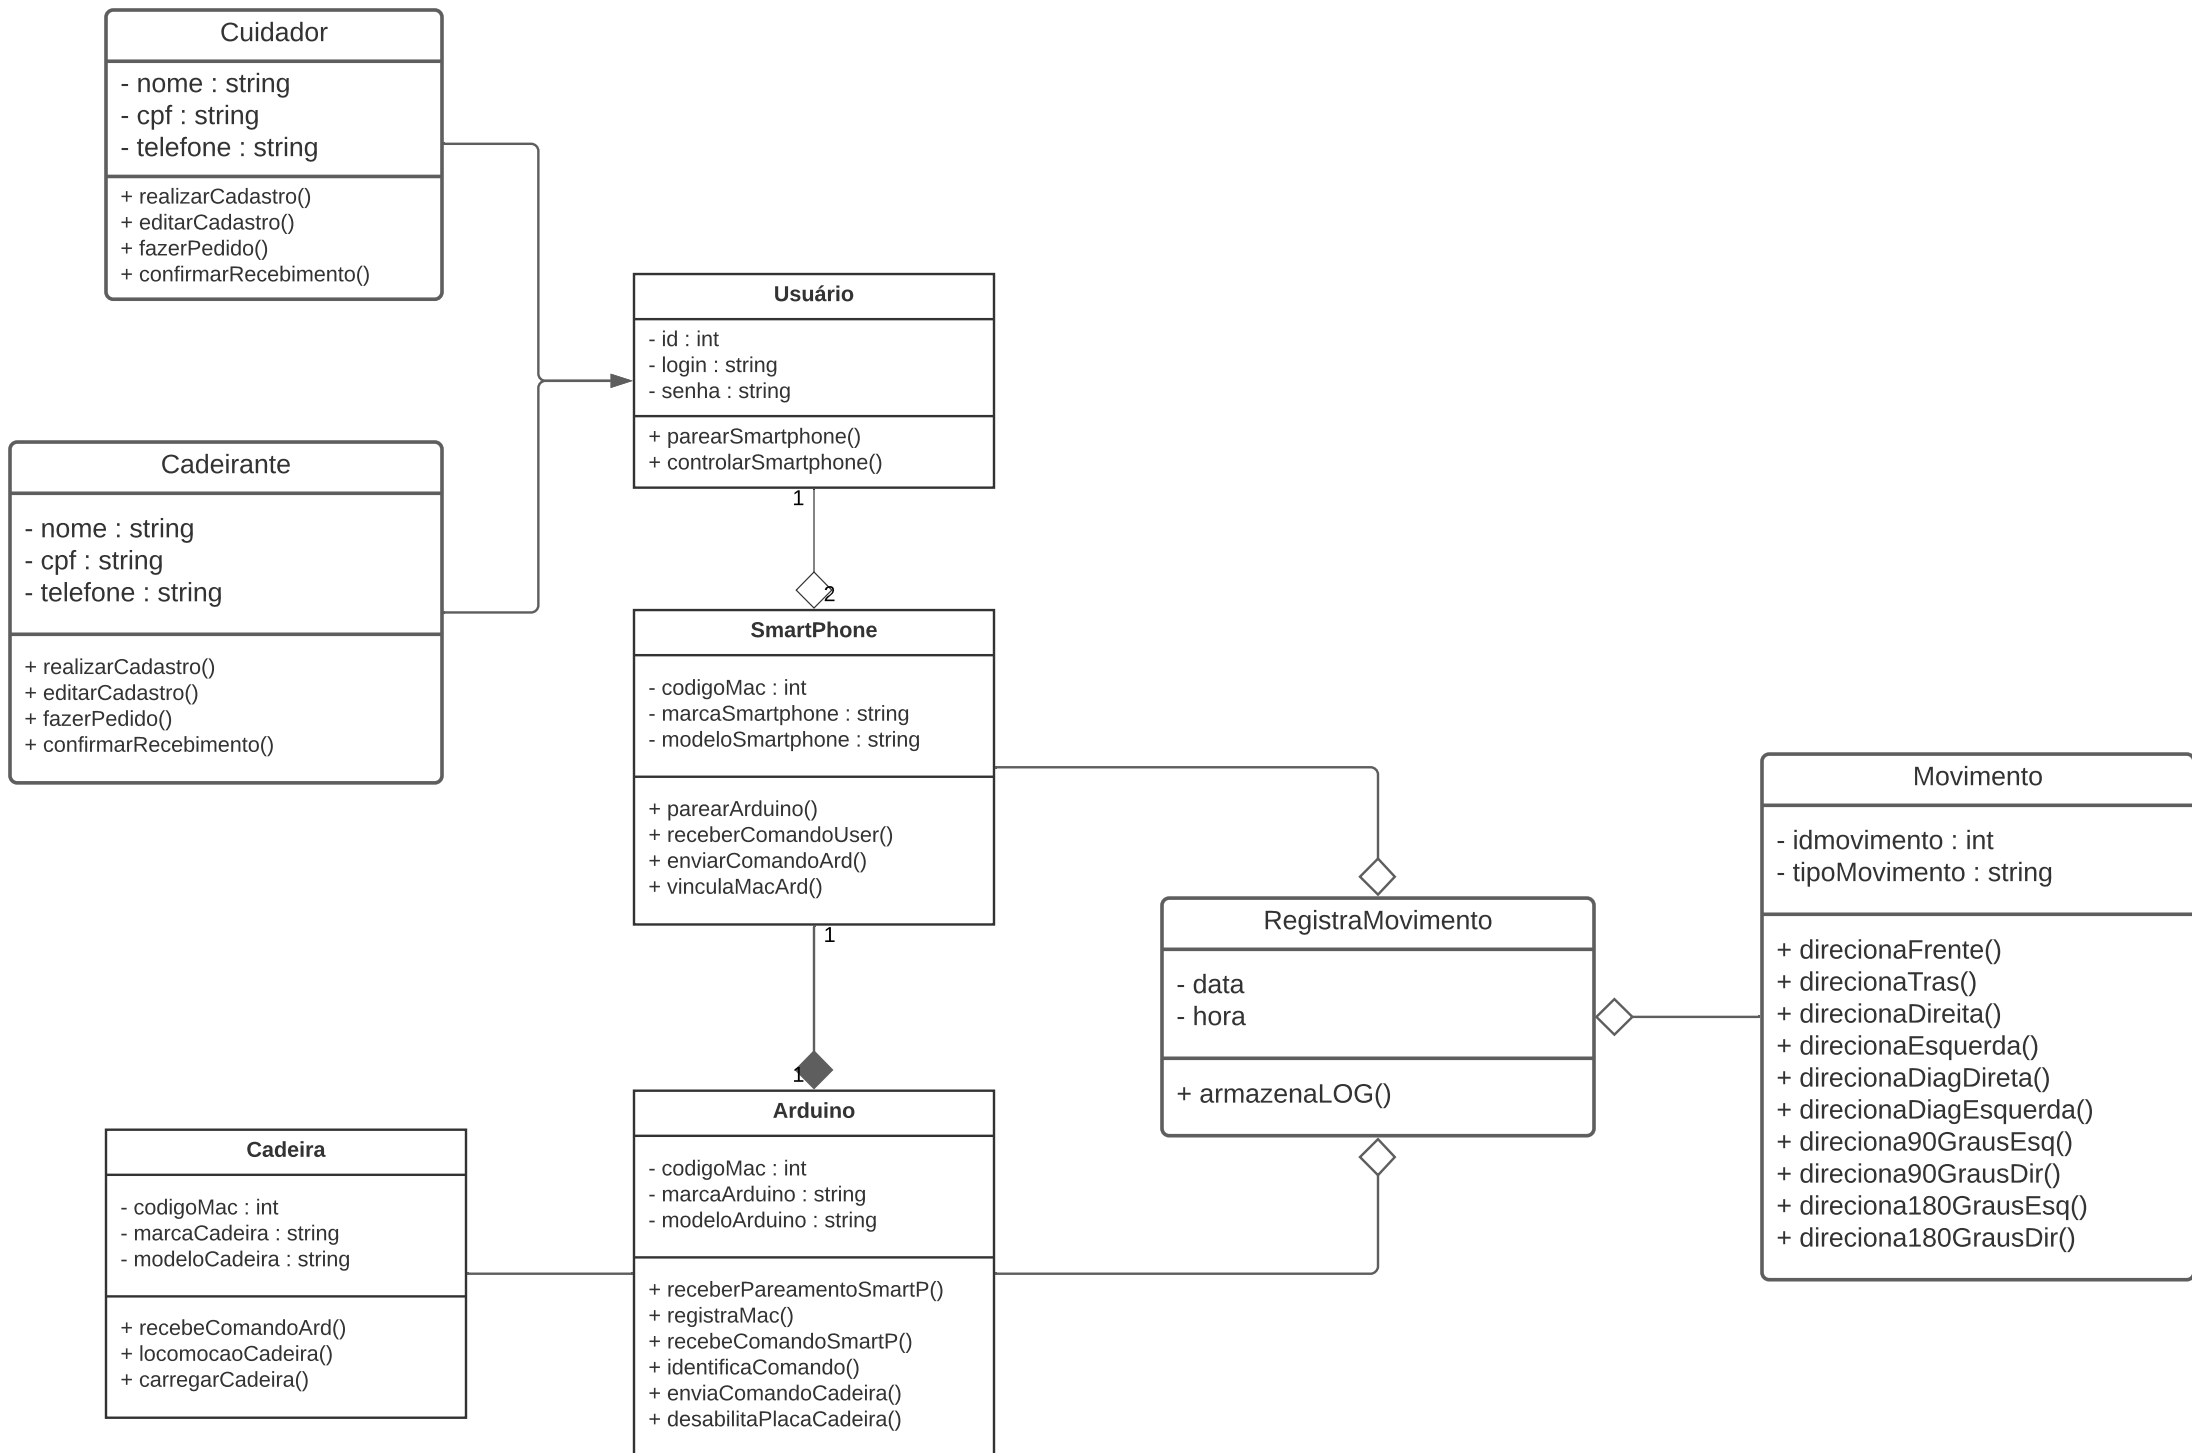 Cuidador
- nome : string
- cpf : string
- telefone : string
+ realizarCadastro()
+ editarCadastro()
+ fazerPedido()
+ confirmarRecebimento()
Usuário
- id : int
- login : string
- senha : string
+ parearSmartphone()
+ controlarSmartphone()
1
2
Cadeirante
- nome : string
- cpf : string
- telefone : string
+ realizarCadastro()
+ editarCadastro()
+ fazerPedido()
+ confirmarRecebimento()
SmartPhone
- codigoMac : int
- marcaSmartphone : string
- modeloSmartphone : string
+ parearArduino()
+ receberComandoUser()
+ enviarComandoArd()
+ vinculaMacArd()
1
1
Movimento
- idmovimento : int
- tipoMovimento : string
+ direcionaFrente()
+ direcionaTras()
+ direcionaDireita()
+ direcionaEsquerda()
+ direcionaDiagDireta()
+ direcionaDiagEsquerda()
+ direciona90GrausEsq()
+ direciona90GrausDir()
+ direciona180GrausEsq()
+ direciona180GrausDir()
RegistraMovimento
- data
- hora
+ armazenaLOG()
Arduino
- codigoMac : int
- marcaArduino : string
- modeloArduino : string
+ receberPareamentoSmartP()
+ registraMac()
+ recebeComandoSmartP()
+ identificaComando()
+ enviaComandoCadeira()
+ desabilitaPlacaCadeira()
Cadeira
- codigoMac : int
- marcaCadeira : string
- modeloCadeira : string
+ recebeComandoArd()
+ locomocaoCadeira()
+ carregarCadeira()